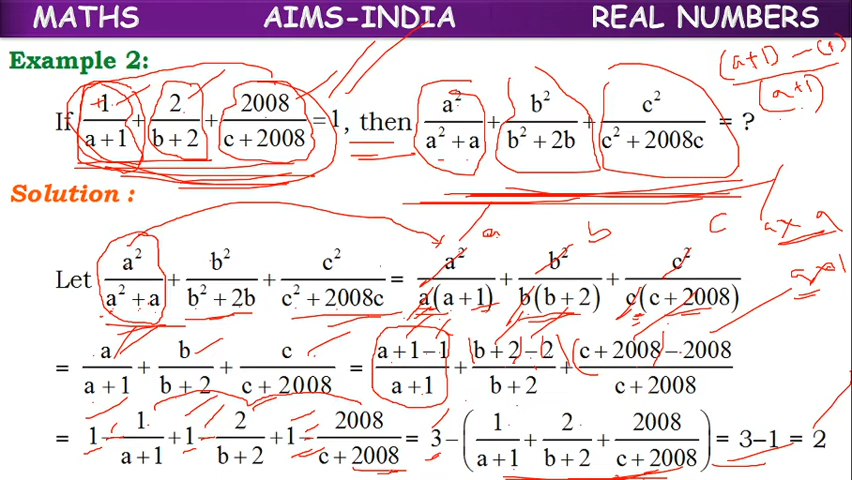 MATHS AIMS-INDIA REAL NUMBERS
Example 2:
If 1/(a+1) + 2/(b+2) + 2008/(c+2008) = 1, then a²/(a²+a) + b²/(b²+2b) + c²/(c²+2008c) = ?
(a+1) - (1) / (a+1)
Solution :
a b c a x a
Let a²/(a²+a) + b²/(b²+2b) + c²/(c²+2008c) = a²/(a(a+1)) + b²/(b(b+2)) + c²/(c(c+2008))
= a/(a+1) + b/(b+2) + c/(c+2008) = (a+1-1)/(a+1) + (b+2-2)/(b+2) + (c+2008-2008)/(c+2008)
= 1 - 1/(a+1) + 1 - 2/(b+2) + 1 - 2008/(c+2008) = 3 - (1/(a+1) + 2/(b+2) + 2008/(c+2008)) = 3-1 = 2